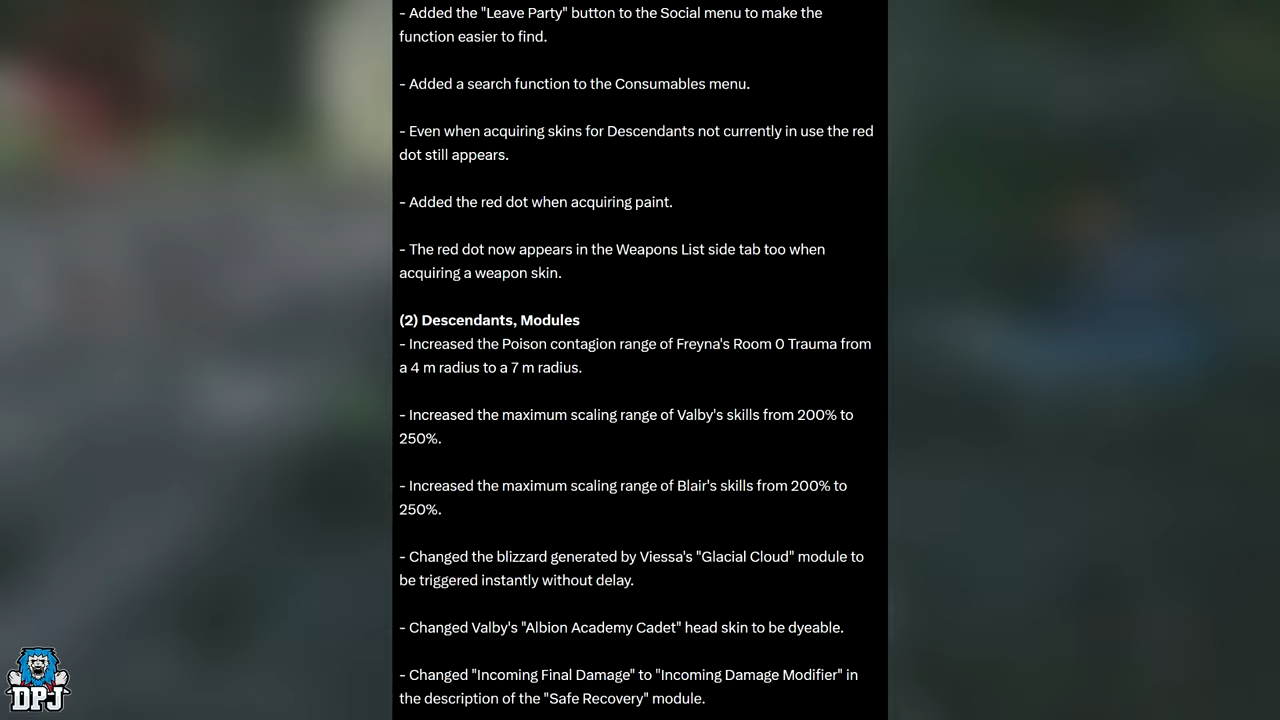 - Added the "Leave Party" button to the Social menu to make the
function easier to find.
- Added a search function to the Consumables menu.
- Even when acquiring skins for Descendants not currently in use the red
dot still appears.
- Added the red dot when acquiring paint.
- The red dot now appears in the Weapons List side tab too when
acquiring a weapon skin.
(2) Descendants, Modules
- Increased the Poison contagion range of Freyna's Room 0 Trauma from
a 4 m radius to a 7 m radius.
- Increased the maximum scaling range of Valby's skills from 200% to
250%.
- Increased the maximum scaling range of Blair's skills from 200% to
250%.
- Changed the blizzard generated by Viessa's "Glacial Cloud" module to
be triggered instantly without delay.
- Changed Valby's "Albion Academy Cadet" head skin to be dyeable.
- Changed "Incoming Final Damage" to "Incoming Damage Modifier" in
the description of the "Safe Recovery" module.
DPJ